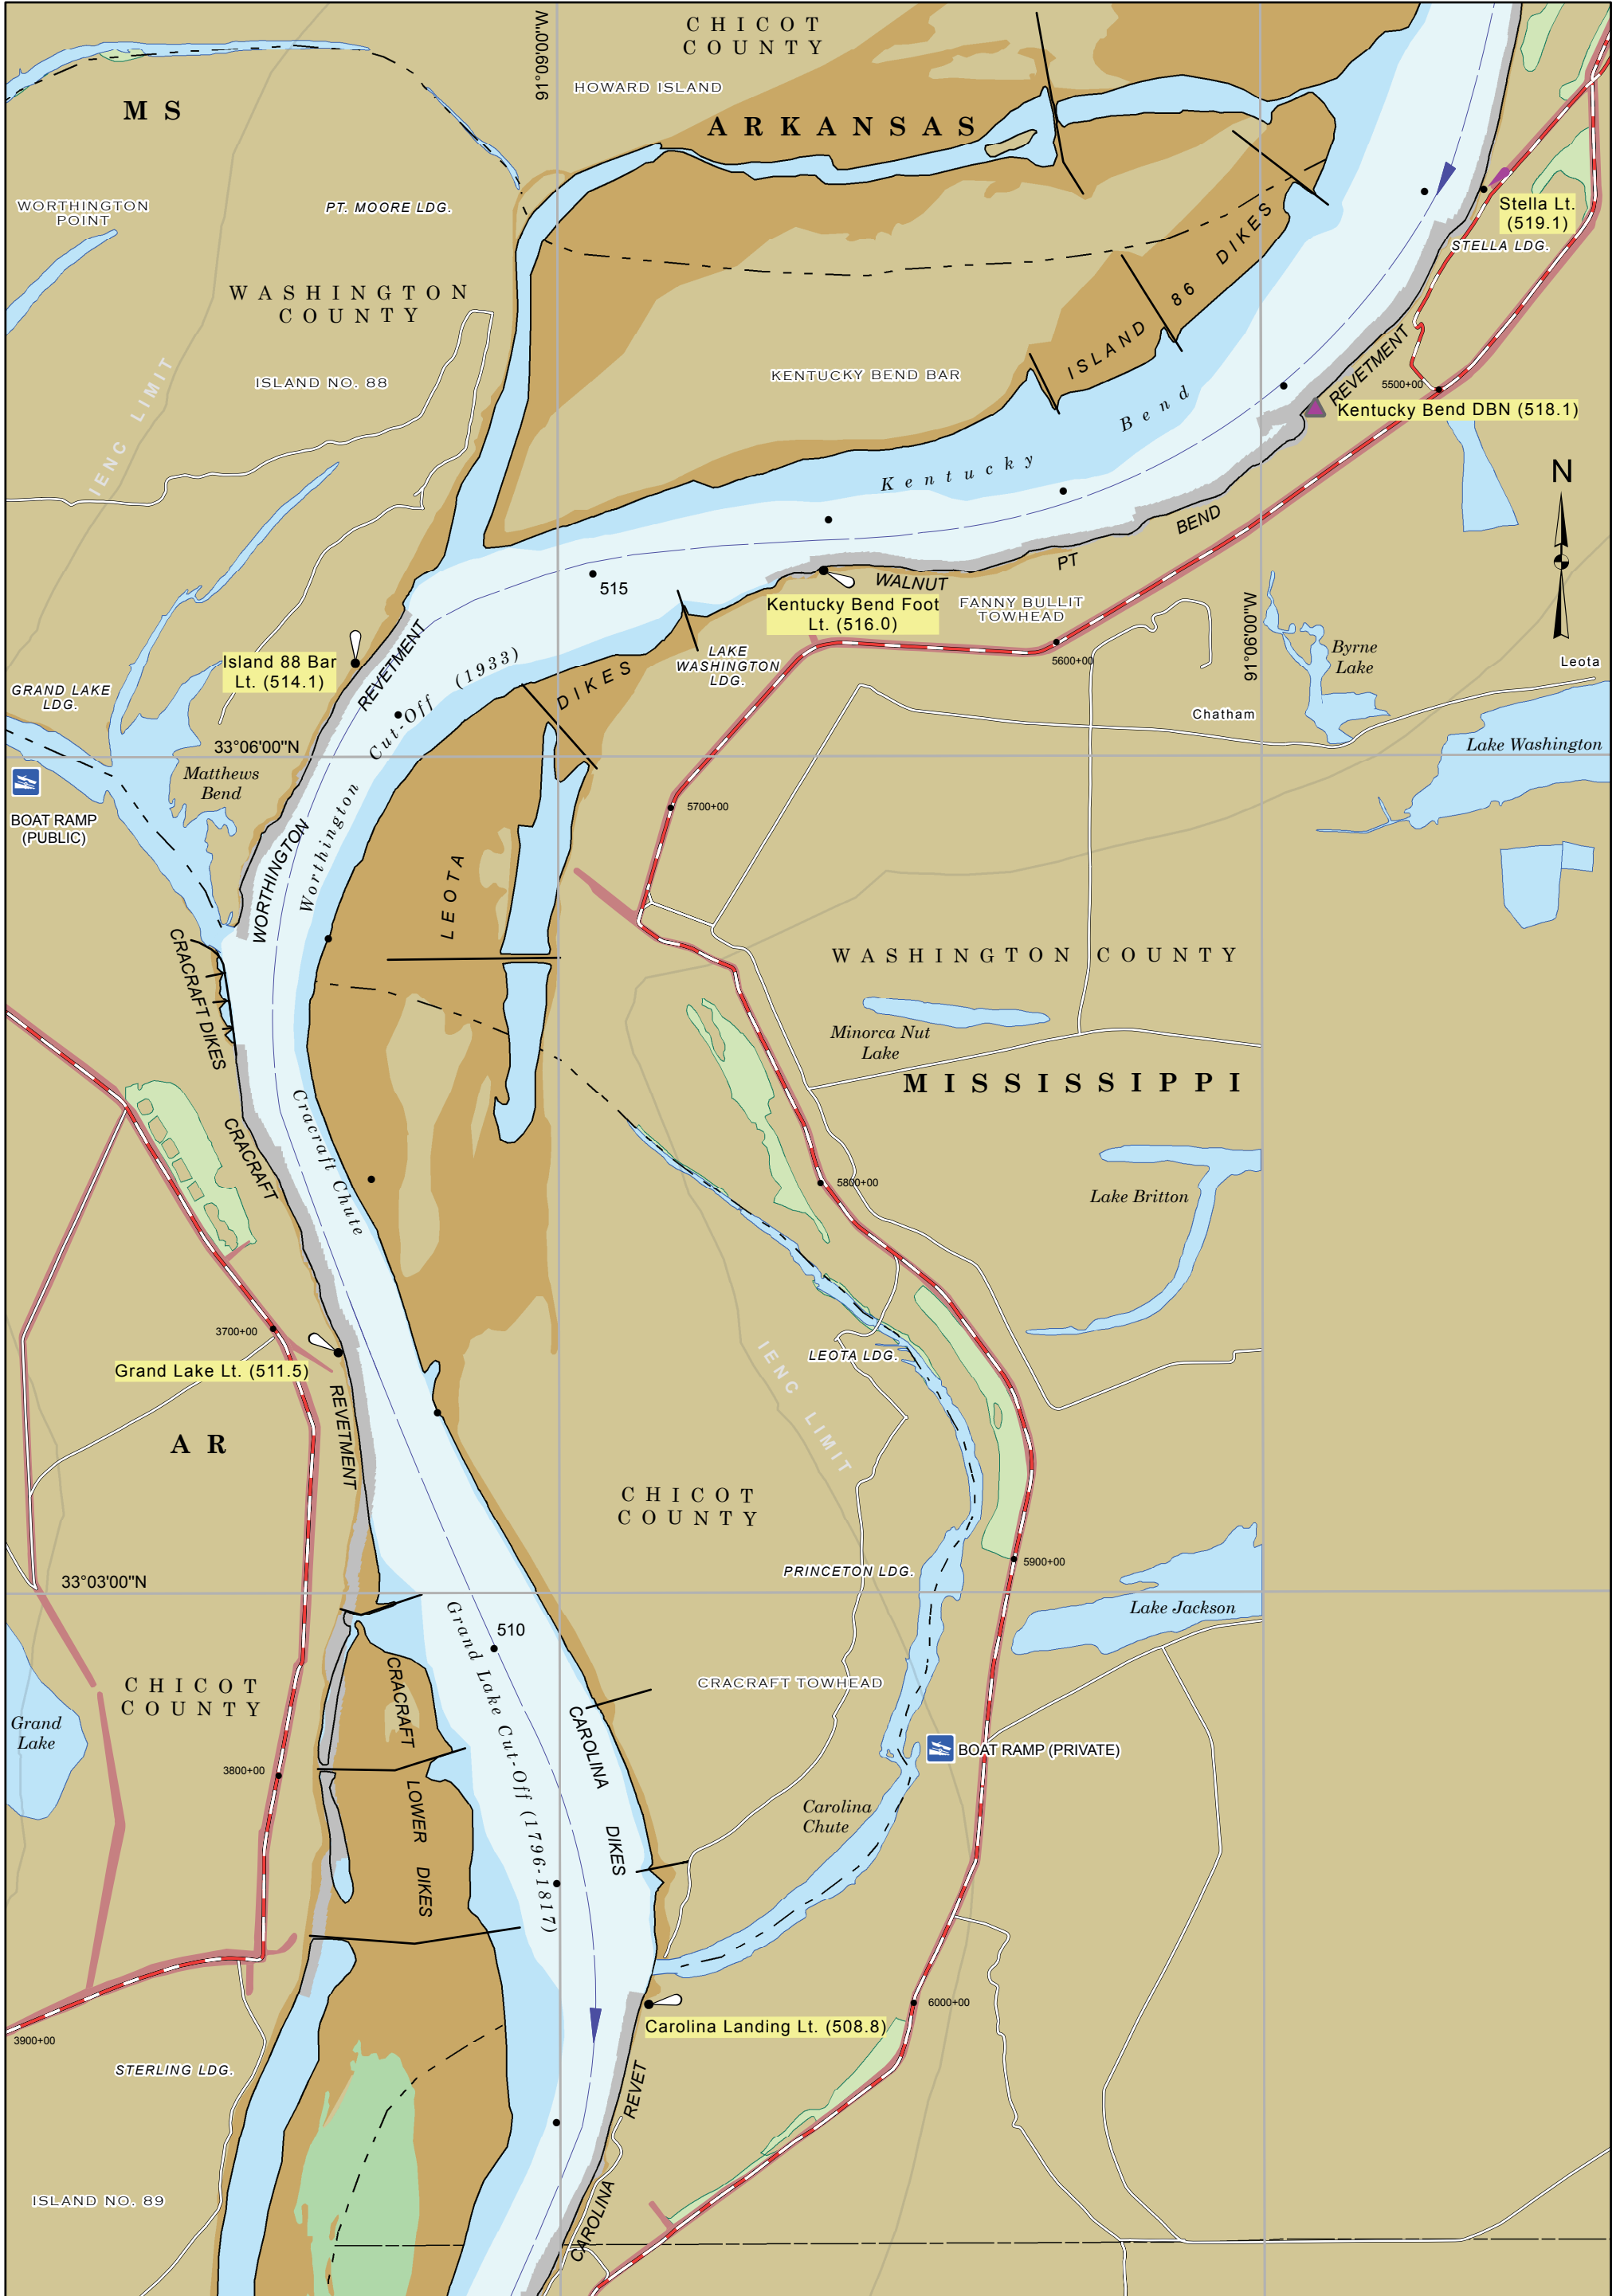 CHICOT
COUNTY
91°09'00"W
HOWARD ISLAND
ARKANSAS
MS
WORTHINGTON
POINT
PT. MOORE LDG.
Stella Lt.
(519.1)
STELLA LDG.
WASHINGTON
COUNTY
ISLAND 86 DIKES
IENC LIMIT
ISLAND NO. 88
KENTUCKY BEND BAR
Kentucky Bend
5500+00
Kentucky Bend DBN (518.1)
WALNUT PT BEND REVETMENT
N
515
Kentucky Bend Foot
Lt. (516.0)
FANNY BULLIT
TOWHEAD
91°06'00"W
Byrne
Lake
Leota
5600+00
Island 88 Bar
Lt. (514.1)
LAKE
WASHINGTON
LDG.
GRAND LAKE
LDG.
WORTHINGTON REVETMENT
Worthington Cut-Off (1933)
LEOTA DIKES
Chatham
Lake Washington
33°06'00"N
Matthews
Bend
BOAT RAMP
(PUBLIC)
5700+00
CRACRAFT DIKES
WASHINGTON COUNTY
Minorca Nut
Lake
MISSISSIPPI
Cracraft Chute
CRACRAFT REVETMENT
5800+00
Lake Britton
3700+00
Grand Lake Lt. (511.5)
LEOTA LDG.
IENC LIMIT
AR
CHICOT
COUNTY
5900+00
PRINCETON LDG.
33°03'00"N
Lake Jackson
510
Grand Lake Cut-Off (1796-1817)
CRACRAFT LOWER DIKES
CAROLINA DIKES
CRACRAFT TOWHEAD
CHICOT
COUNTY
Grand
Lake
BOAT RAMP (PRIVATE)
3800+00
Carolina
Chute
6000+00
Carolina Landing Lt. (508.8)
3900+00
STERLING LDG.
CAROLINA REVET
ISLAND NO. 89